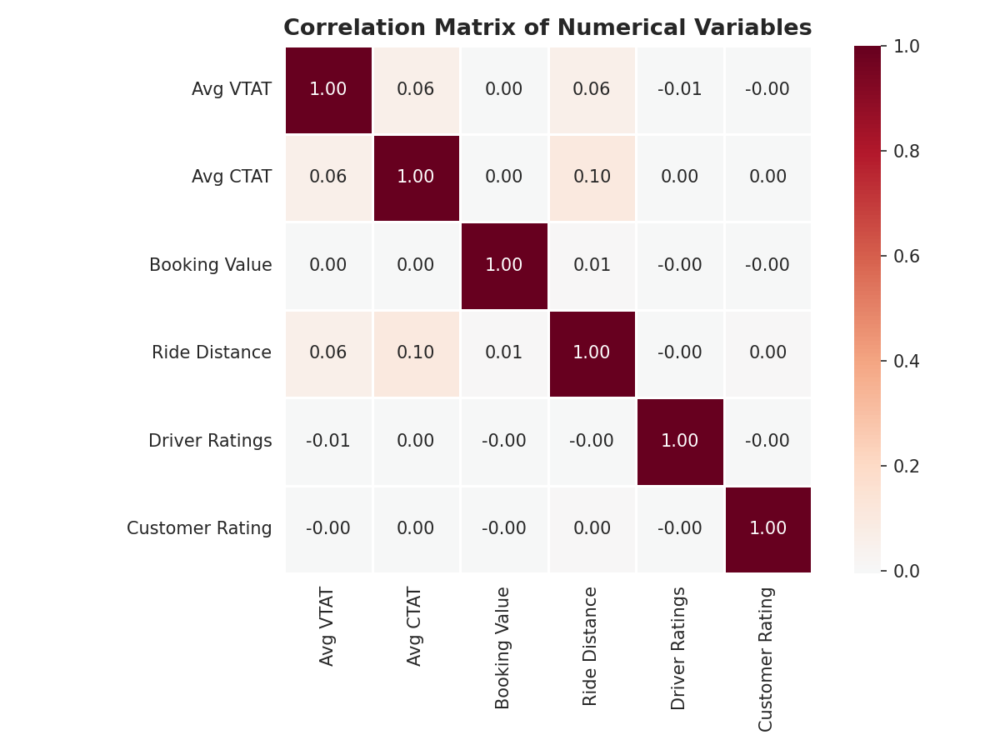 Correlation Matrix of Numerical Variables
Avg VTAT 1.00 0.06 0.00 0.06 -0.01 -0.00
Avg CTAT 0.06 1.00 0.00 0.10 0.00 0.00
Booking Value 0.00 0.00 1.00 0.01 -0.00 -0.00
Ride Distance 0.06 0.10 0.01 1.00 -0.00 0.00
Driver Ratings -0.01 0.00 -0.00 -0.00 1.00 -0.00
Customer Rating -0.00 0.00 -0.00 0.00 -0.00 1.00
Avg VTAT
Avg CTAT
Booking Value
Ride Distance
Driver Ratings
Customer Rating
1.0
0.8
0.6
0.4
0.2
0.0